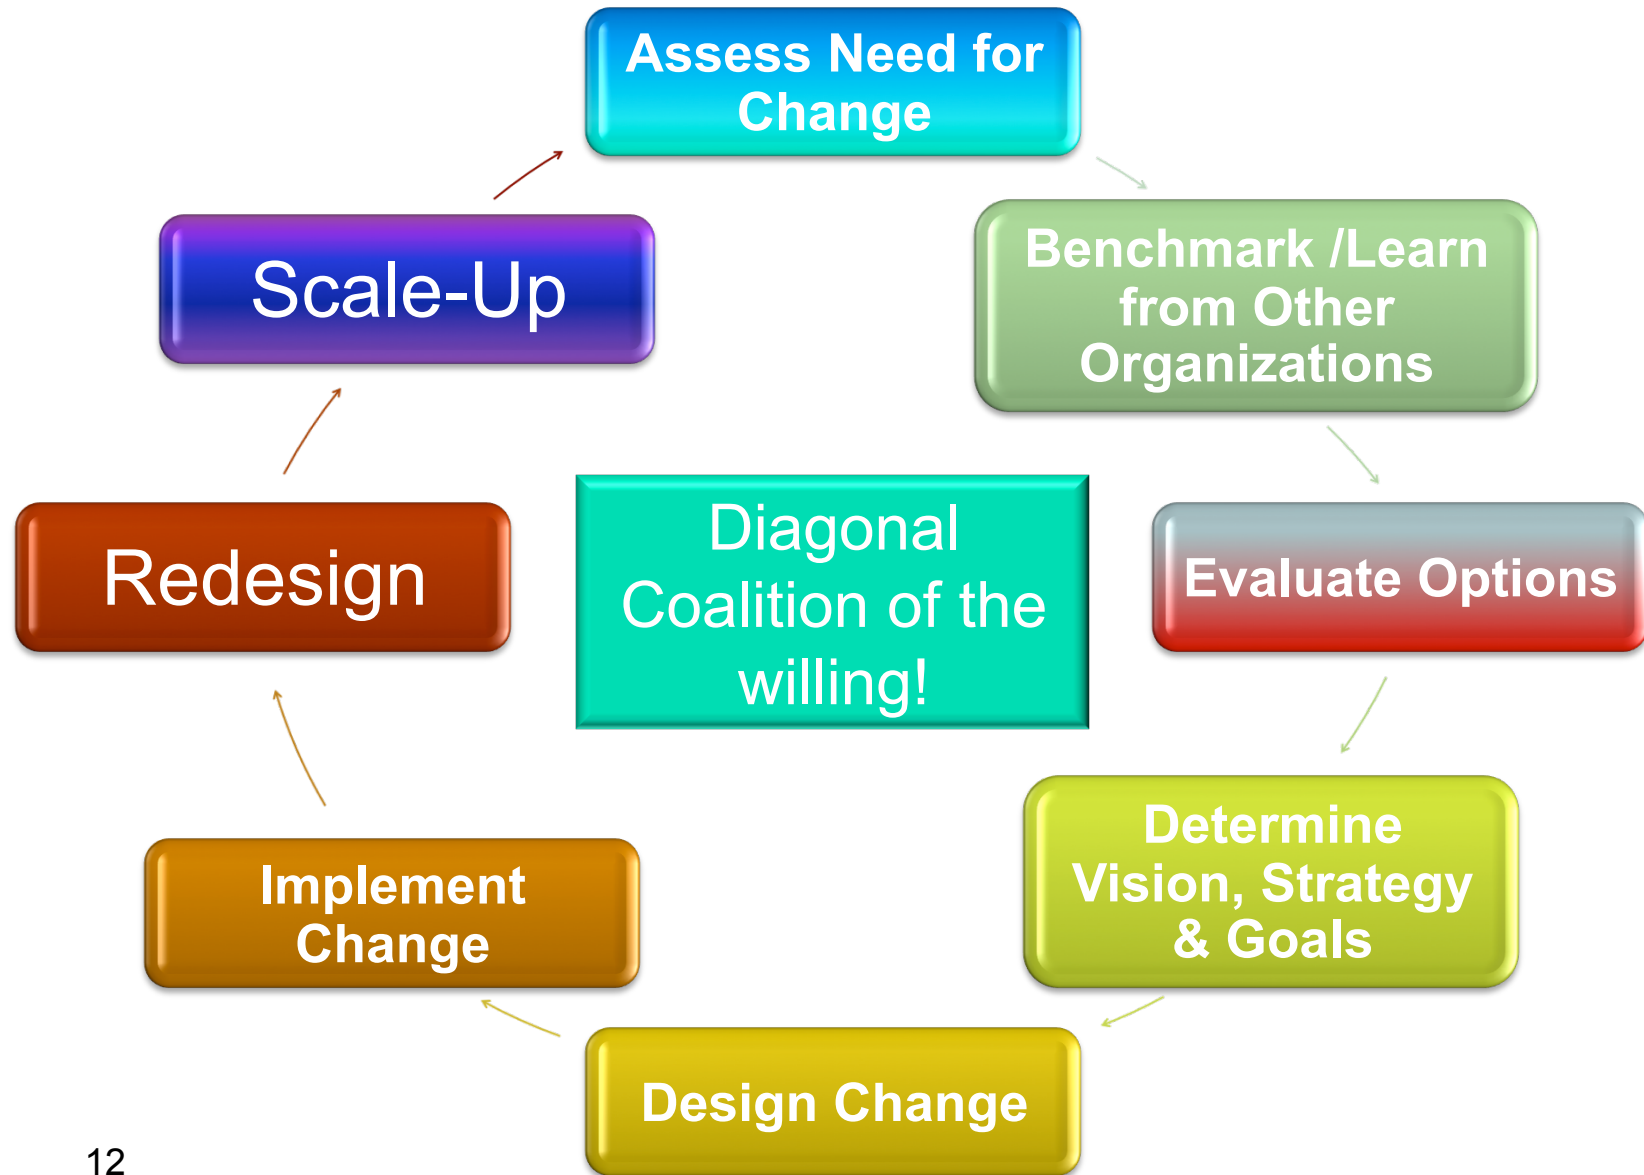 Assess Need for
Change
Benchmark /Learn
from Other
Organizations
Evaluate Options
Determine
Vision, Strategy
& Goals
Design Change
Implement
Change
Redesign
Scale-Up
Diagonal
Coalition of the
willing!
12